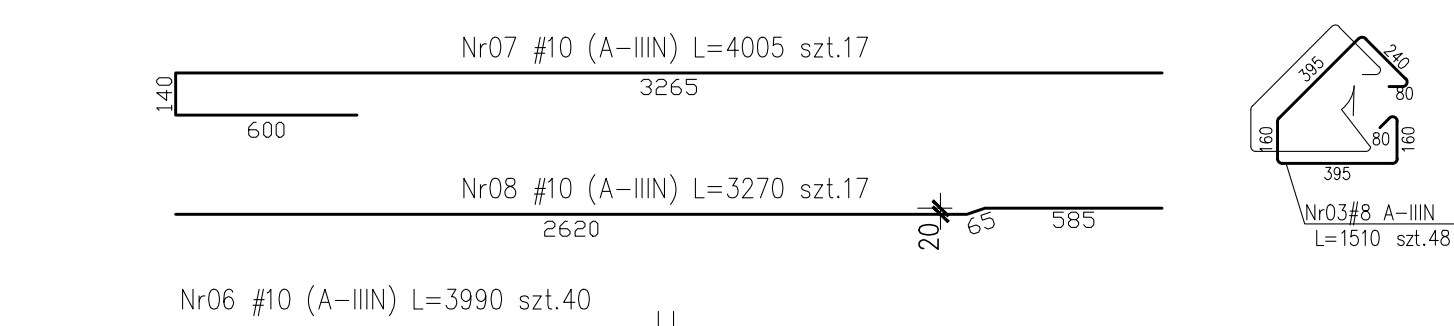 Nr07 #10 (A-IIIN) L=4005 szt.17
3265
140
600
Nr08 #10 (A-IIIN) L=3270 szt.17
2620
20
65
585
Nr06 #10 (A-IIIN) L=3990 szt.40
395
240
80
160
80
160
395
Nr03#8 A-IIIN
L=1510 szt.48